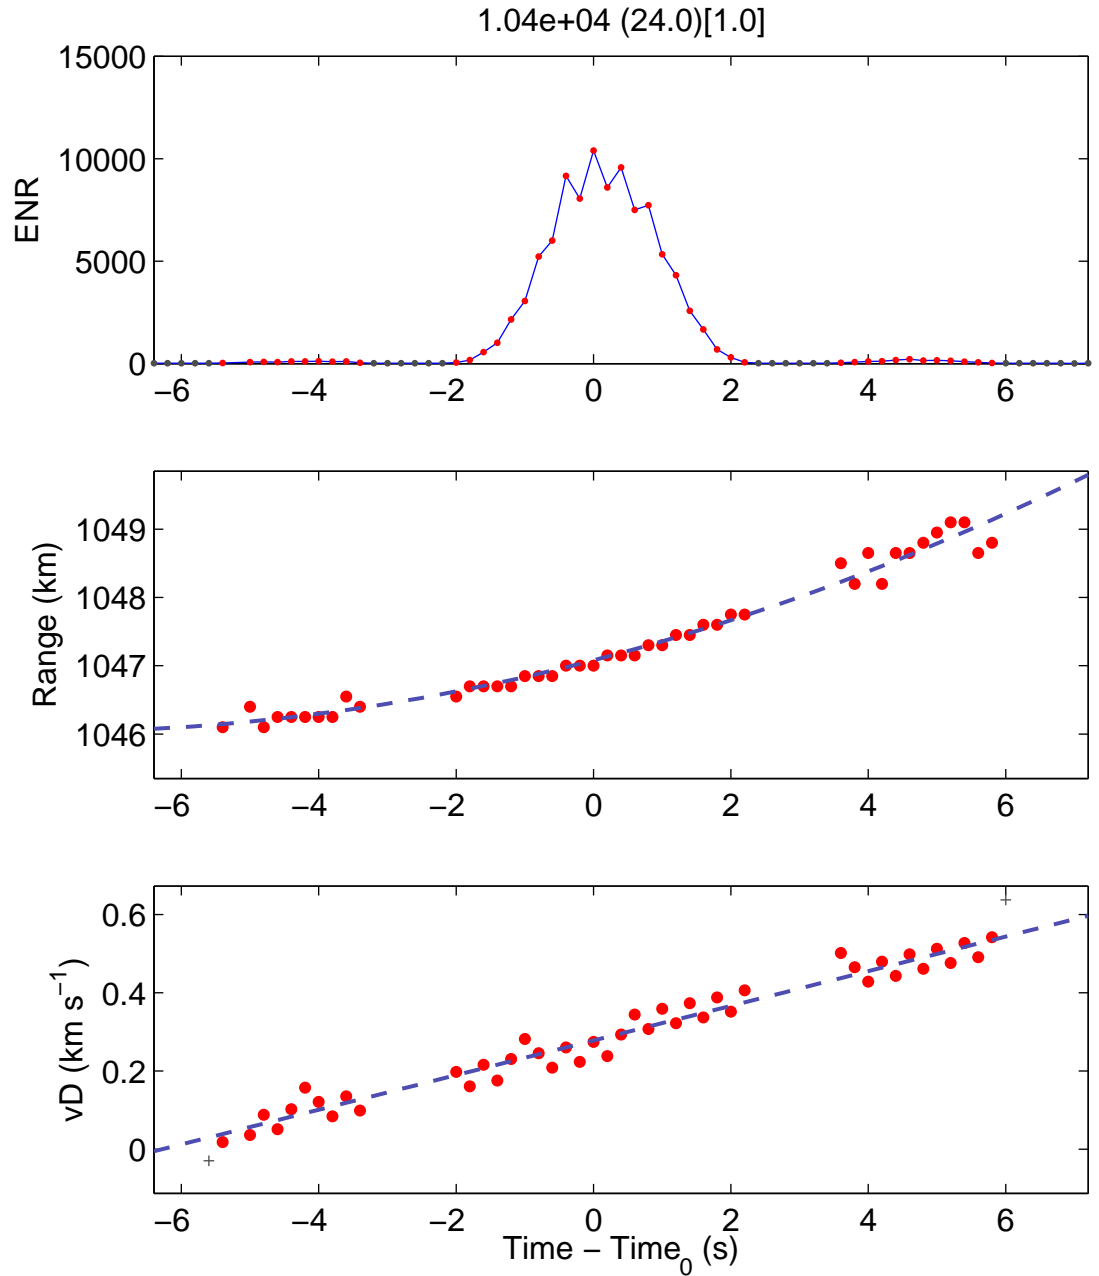 1.04e+04 (24.0)[1.0]
15000
10000
5000
0
ENR
−6 −4 −2 0 2 4 6
1049
1048
1047
1046
Range (km)
−6 −4 −2 0 2 4 6
0.6
0.4
0.2
0
vD (km s⁻¹)
−6 −4 −2 0 2 4 6
Time − Time₀ (s)